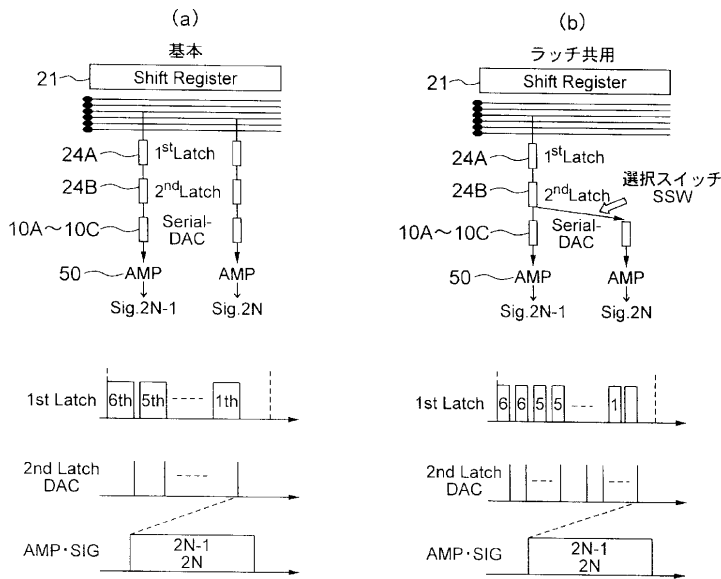 (a)
基本
21
Shift Register
24A
1stLatch
24B
2ndLatch
10A～10C
Serial-
DAC
50
AMP
AMP
Sig.2N-1
Sig.2N
1st Latch
6th
5th
1th
2nd Latch
DAC
AMP・SIG
2N-1
2N
(b)
ラッチ共用
21
Shift Register
24A
1stLatch
24B
2ndLatch
選択スイッチ
SSW
10A～10C
Serial-
DAC
50
AMP
AMP
Sig.2N-1
Sig.2N
1st Latch
6
6
5
5
1
2nd Latch
DAC
AMP・SIG
2N-1
2N